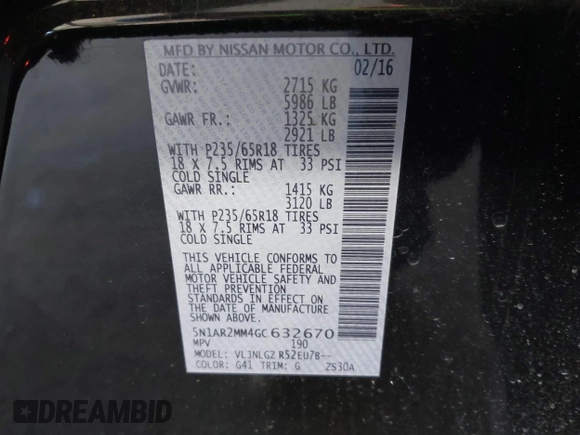 MFD BY NISSAN MOTOR CO., LTD.
DATE: 02/16
GVWR: 2715 KG
5986 LB
GAWR FR.: 1325 KG
2921 LB
WITH P235/65R18 TIRES
18 X 7.5 RIMS AT 33 PSI
COLD SINGLE
GAWR RR.: 1415 KG
3120 LB
WITH P235/65R18 TIRES
18 X 7.5 RIMS AT 33 PSI
COLD SINGLE
THIS VEHICLE CONFORMS TO
ALL APPLICABLE FEDERAL
MOTOR VEHICLE SAFETY AND
THEFT PREVENTION
STANDARDS IN EFFECT ON
THE DATE OF MANUFACTURE
SHOWN ABOVE.
5N1AR2MM4GC632670
MPV 190
MODEL: VLJNLGZ R52EU7B--
COLOR: G41 TRIM: G ZS30A
DREAMBID